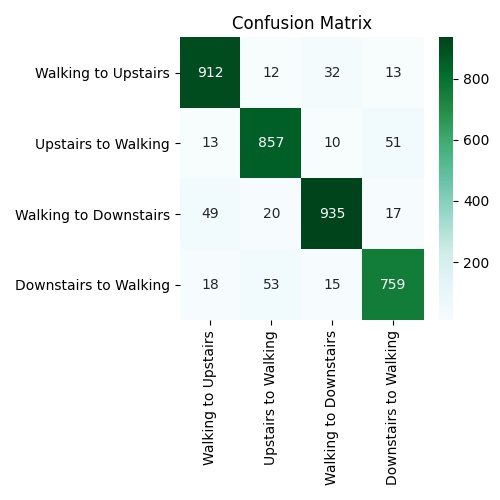 Confusion Matrix
Walking to Upstairs 912 12 32 13
Upstairs to Walking 13 857 10 51
Walking to Downstairs 49 20 935 17
Downstairs to Walking 18 53 15 759
Walking to Upstairs
Upstairs to Walking
Walking to Downstairs
Downstairs to Walking
800
600
400
200